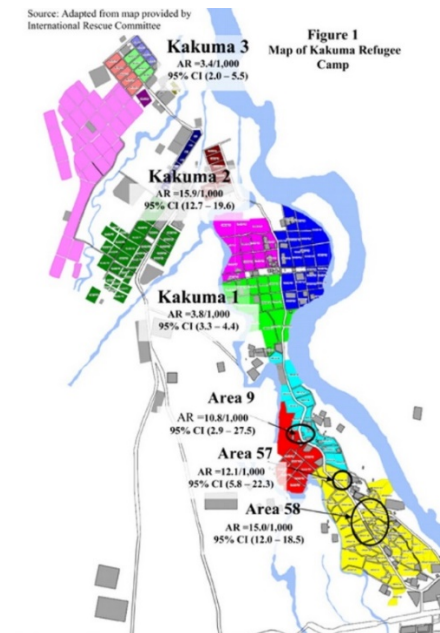 Source: Adapted from map provided by
International Rescue Committee
Figure 1
Map of Kakuma Refugee
Camp
Kakuma 3
AR =3.4/1,000
95% CI (2.0 – 5.5)
Kakuma 2
AR =15.9/1,000
95% CI (12.7 – 19.6)
Kakuma 1
AR =3.8/1,000
95% CI (3.3 – 4.4)
Area 9
AR =10.8/1,000
95% CI (2.9 – 27.5)
Area 57
AR =12.1/1,000
95% CI (5.8 – 22.3)
Area 58
AR =15.0/1,000
95% CI (12.0 – 18.5)